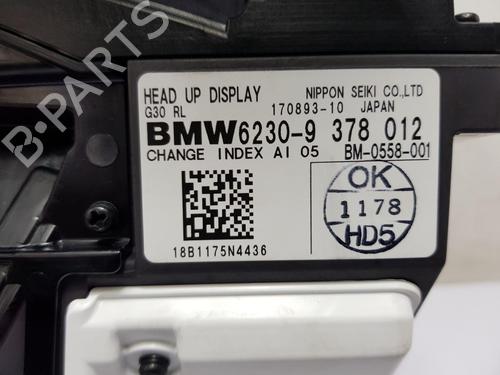 HEAD UP DISPLAY NIPPON SEIKI CO.,LTD
G30 RL 170893-10 JAPAN
BMW6230-9 378 012
CHANGE INDEX AI 05 BM-0558-001
OK
1178
HD5
18B1175N4436